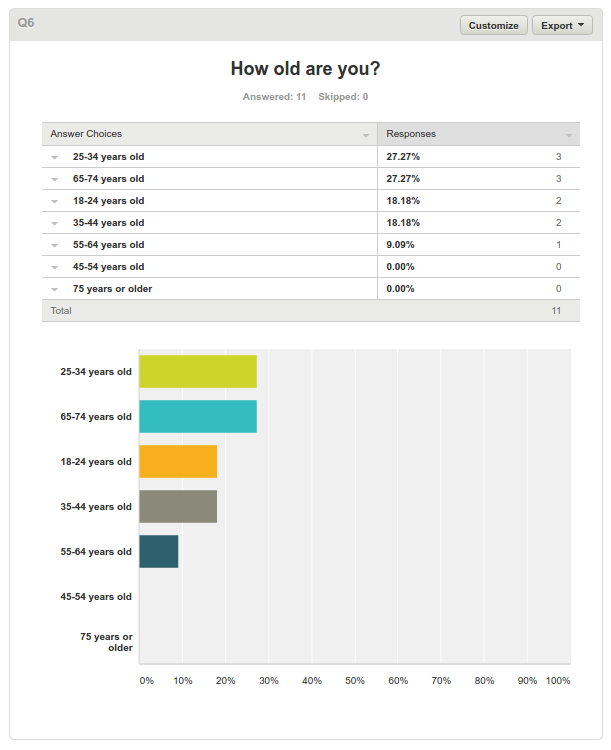 Q6
Customize Export
How old are you?
Answered: 11 Skipped: 0
Answer Choices Responses
25-34 years old 27.27% 3
65-74 years old 27.27% 3
18-24 years old 18.18% 2
35-44 years old 18.18% 2
55-64 years old 9.09% 1
45-54 years old 0.00% 0
75 years or older 0.00% 0
Total 11
25-34 years old
65-74 years old
18-24 years old
35-44 years old
55-64 years old
45-54 years old
75 years or
older
0% 10% 20% 30% 40% 50% 60% 70% 80% 90% 100%